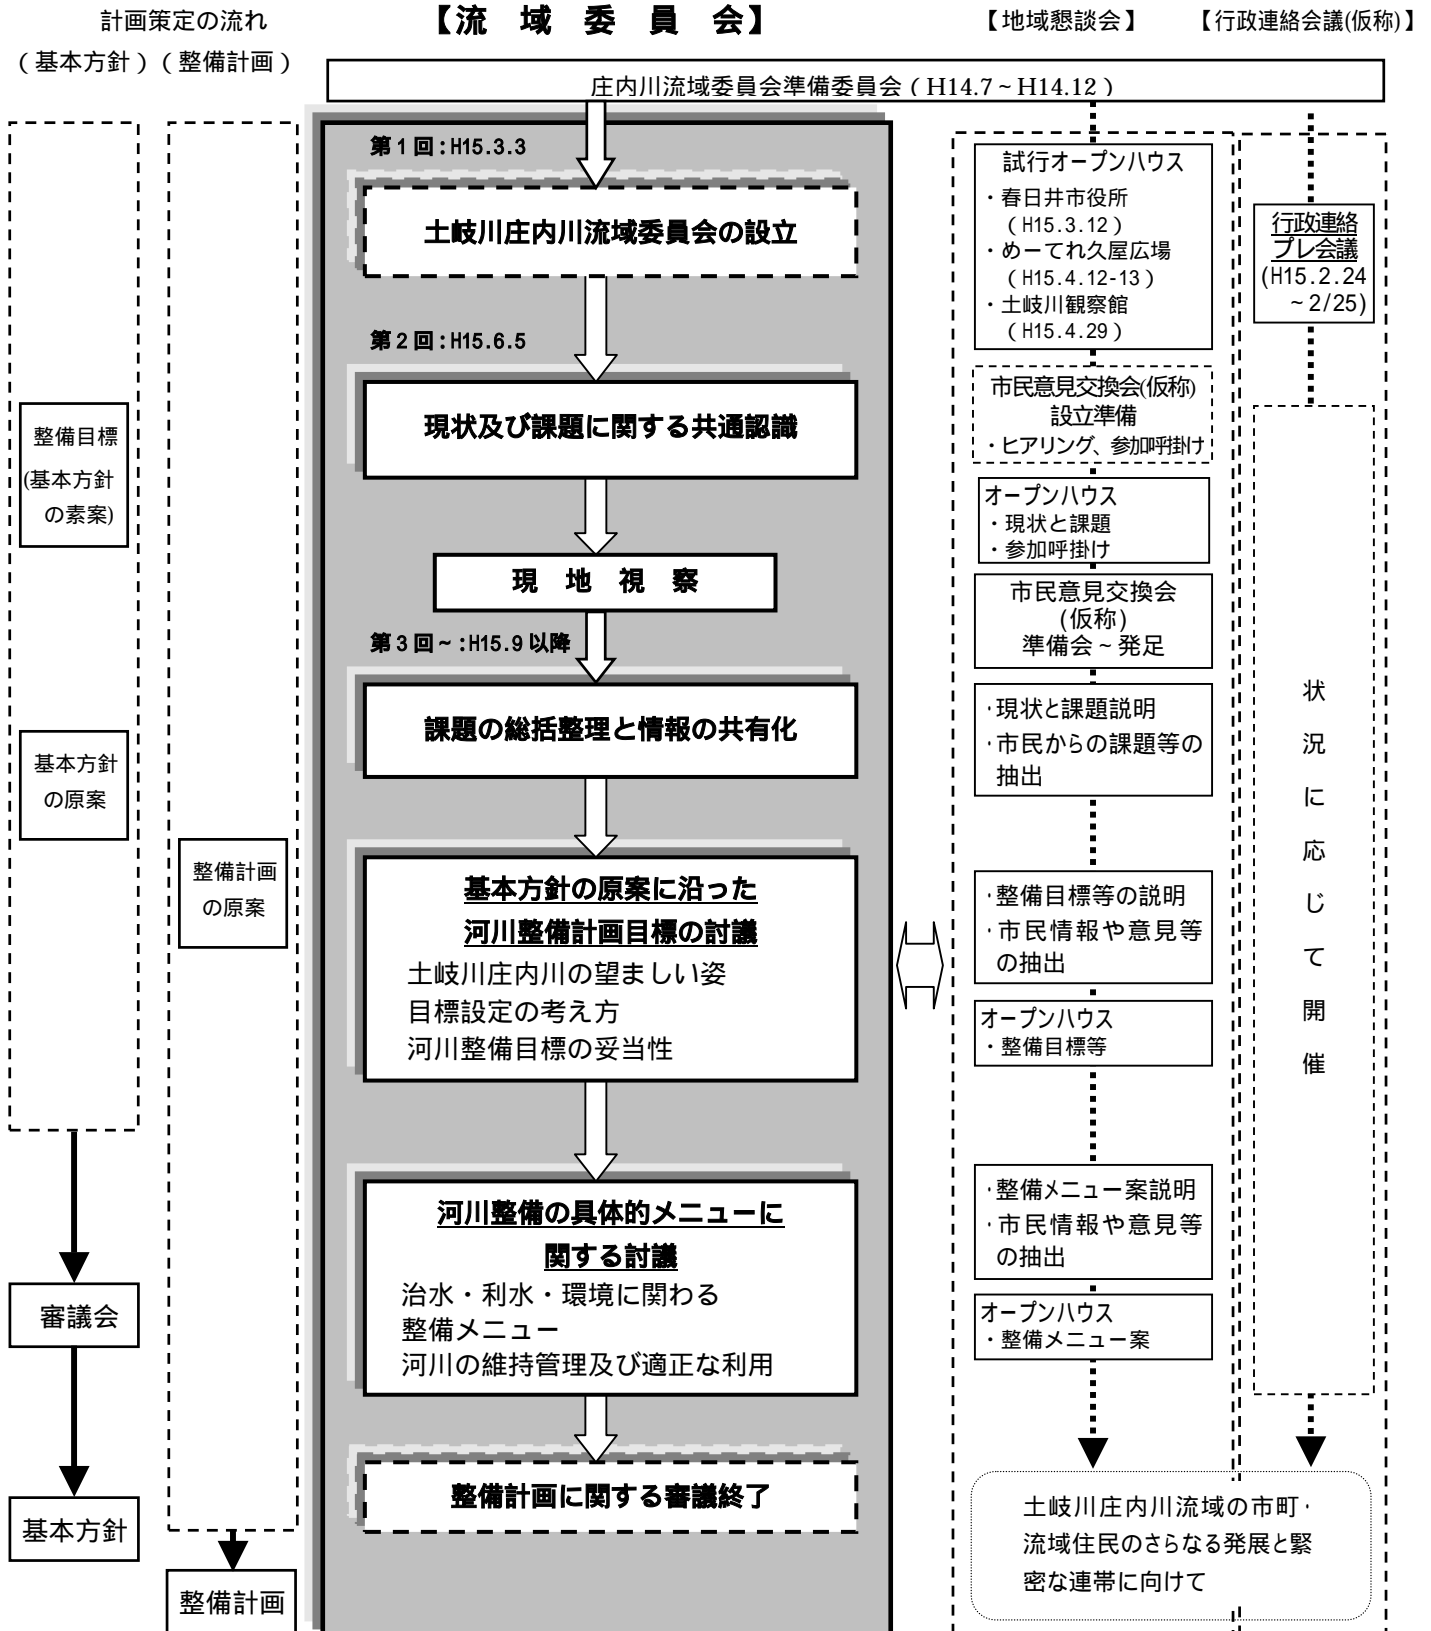 計画策定の流れ
【流　域　委　員　会】
【地域懇談会】
【行政連絡会議(仮称)】
(基本方針)(整備計画)
庄内川流域委員会準備委員会（H14.7～H14.12）
整備目標
(基本方針
の素案)
基本方針
の原案
審議会
基本方針
整備計画
の原案
整備計画
第1回:H15.3.3
土岐川庄内川流域委員会の設立
第2回:H15.6.5
現状及び課題に関する共通認識
現　地　視　察
第3回～:H15.9以降
課題の総括整理と情報の共有化
基本方針の原案に沿った
河川整備計画目標の討議
土岐川庄内川の望ましい姿
目標設定の考え方
河川整備目標の妥当性
河川整備の具体的メニューに
関する討議
治水・利水・環境に関わる
整備メニュー
河川の維持管理及び適正な利用
整備計画に関する審議終了
試行オープンハウス
・春日井市役所
（H15.3.12）
・めーてれ久屋広場
（H15.4.12-13）
・土岐川観察館
（H15.4.29）
市民意見交換会(仮称)
設立準備
・ヒアリング、参加呼掛け
オープンハウス
・現状と課題
・参加呼掛け
市民意見交換会
(仮称)
準備会～発足
・現状と課題説明
・市民からの課題等の
抽出
・整備目標等の説明
・市民情報や意見等
の抽出
オープンハウス
・整備目標等
・整備メニュー案説明
・市民情報や意見等
の抽出
オープンハウス
・整備メニュー案
行政連絡
プレ会議
(H15.2.24
～2/25)
状況に応じて開催
土岐川庄内川流域の市町・
流域住民のさらなる発展と緊
密な連帯に向けて